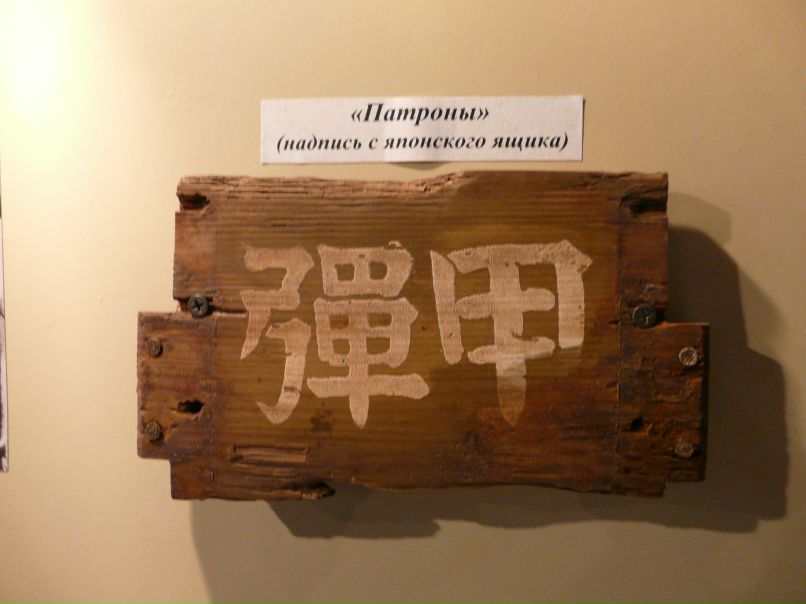 «Патроны»
(надпись с японского ящика)
彈甲